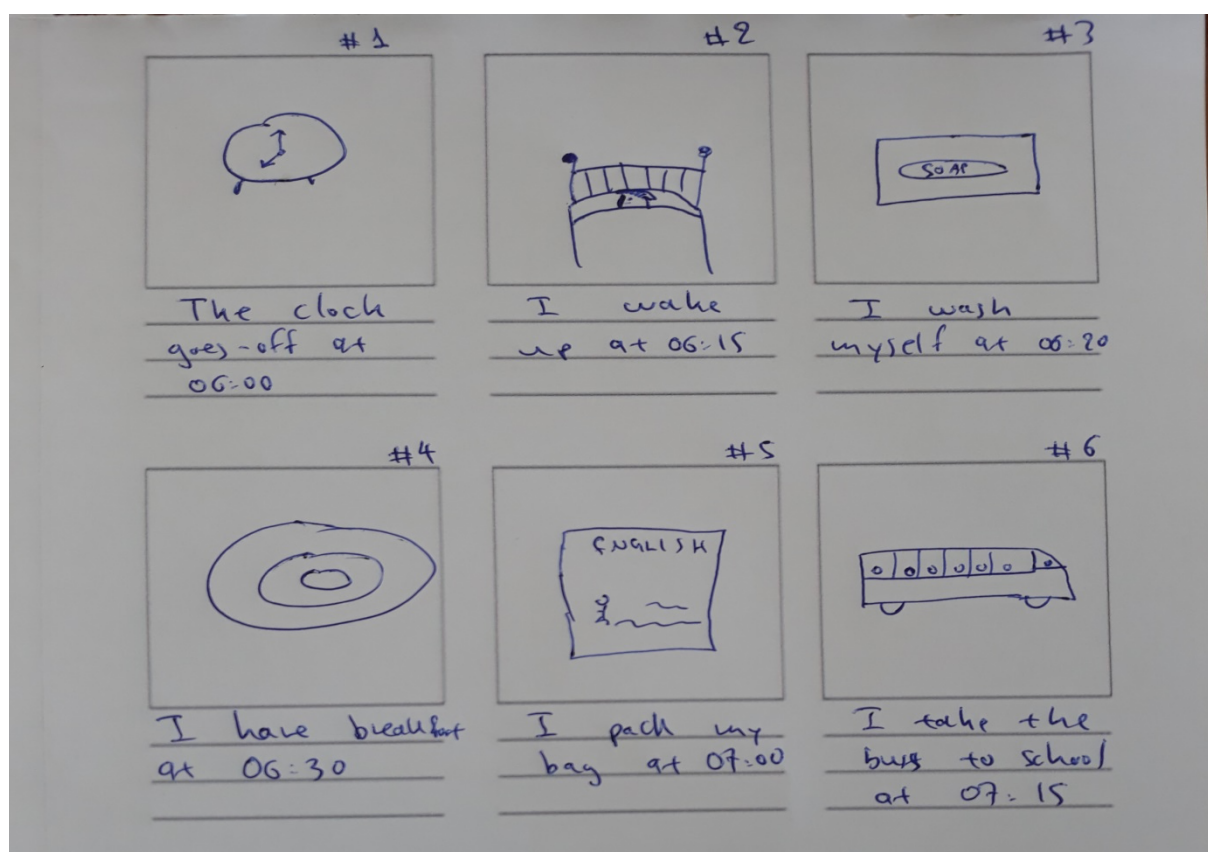 #1
The clock
goes-off at
06:00
#2
I wake
up at 06:15
#3
SOAP
I wash
myself at 06:20
#4
I have breakfast
at 06:30
#5
ENGLISH
I pack my
bag at 07:00
#6
I take the
buss to school
at 07:15